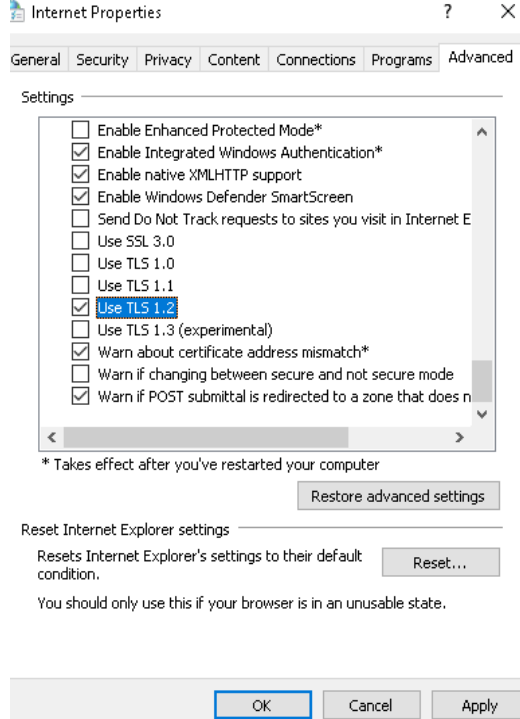 Internet Properties
?
General Security Privacy Content Connections Programs Advanced
Settings
Enable Enhanced Protected Mode*
Enable Integrated Windows Authentication*
Enable native XMLHTTP support
Enable Windows Defender SmartScreen
Send Do Not Track requests to sites you visit in Internet E
Use SSL 3.0
Use TLS 1.0
Use TLS 1.1
Use TLS 1.2
Use TLS 1.3 (experimental)
Warn about certificate address mismatch*
Warn if changing between secure and not secure mode
Warn if POST submittal is redirected to a zone that does n
* Takes effect after you've restarted your computer
Restore advanced settings
Reset Internet Explorer settings
Resets Internet Explorer's settings to their default
condition.
Reset...
You should only use this if your browser is in an unusable state.
OK Cancel Apply